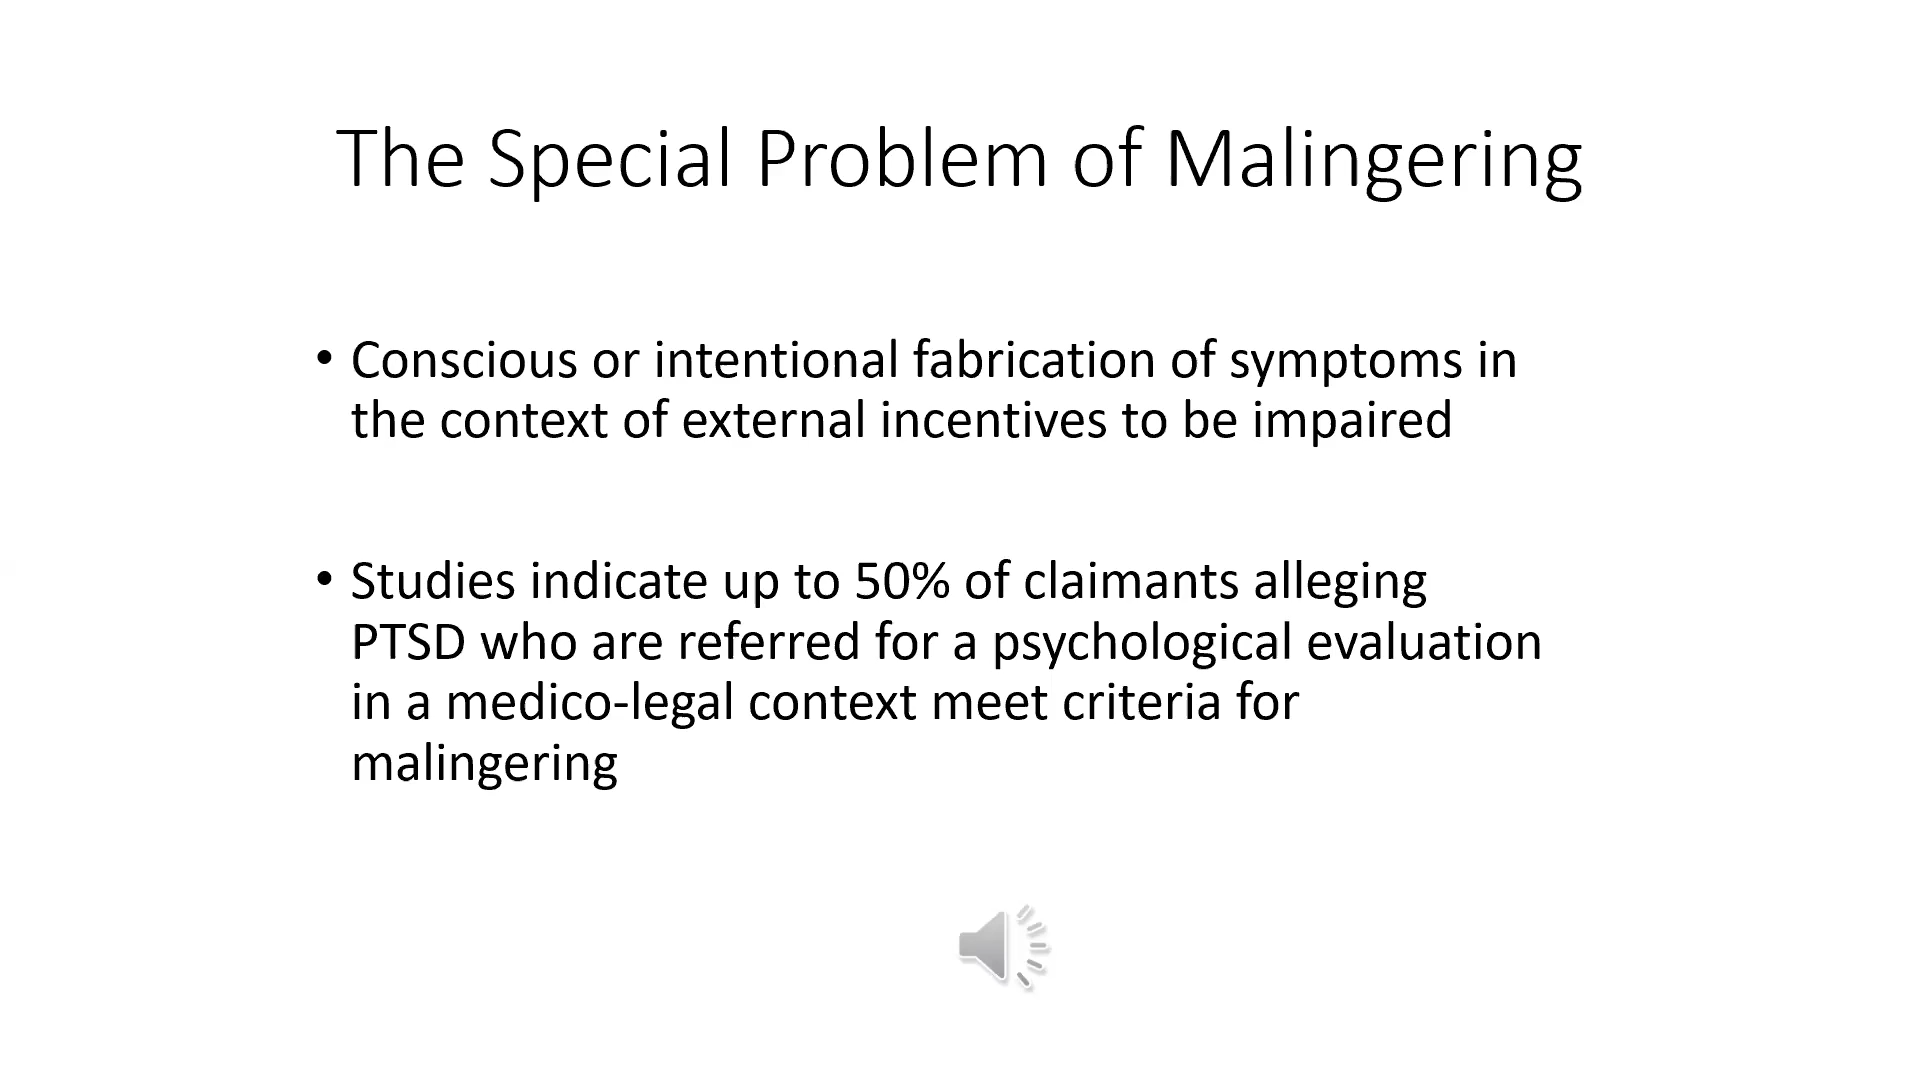 The Special Problem of Malingering
• Conscious or intentional fabrication of symptoms in
the context of external incentives to be impaired
• Studies indicate up to 50% of claimants alleging
PTSD who are referred for a psychological evaluation
in a medico-legal context meet criteria for
malingering